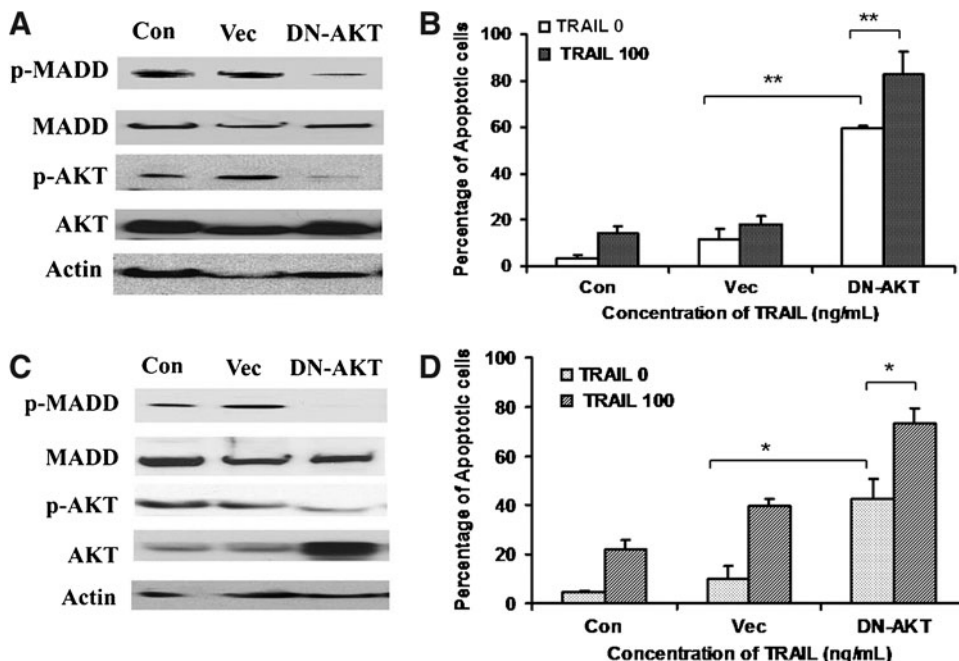 A
Con Vec DN-AKT
p-MADD
MADD
p-AKT
AKT
Actin
B
TRAIL 0
TRAIL 100
**
**
Percentage of Apoptotic cells
100
80
60
40
20
0
Con Vec DN-AKT
Concentration of TRAIL (ng/mL)
C
Con Vec DN-AKT
p-MADD
MADD
p-AKT
AKT
Actin
D
TRAIL 0
TRAIL 100
*
*
Percentage of Apoptotic cells
100
80
60
40
20
0
Con Vec DN-AKT
Concentration of TRAIL (ng/mL)